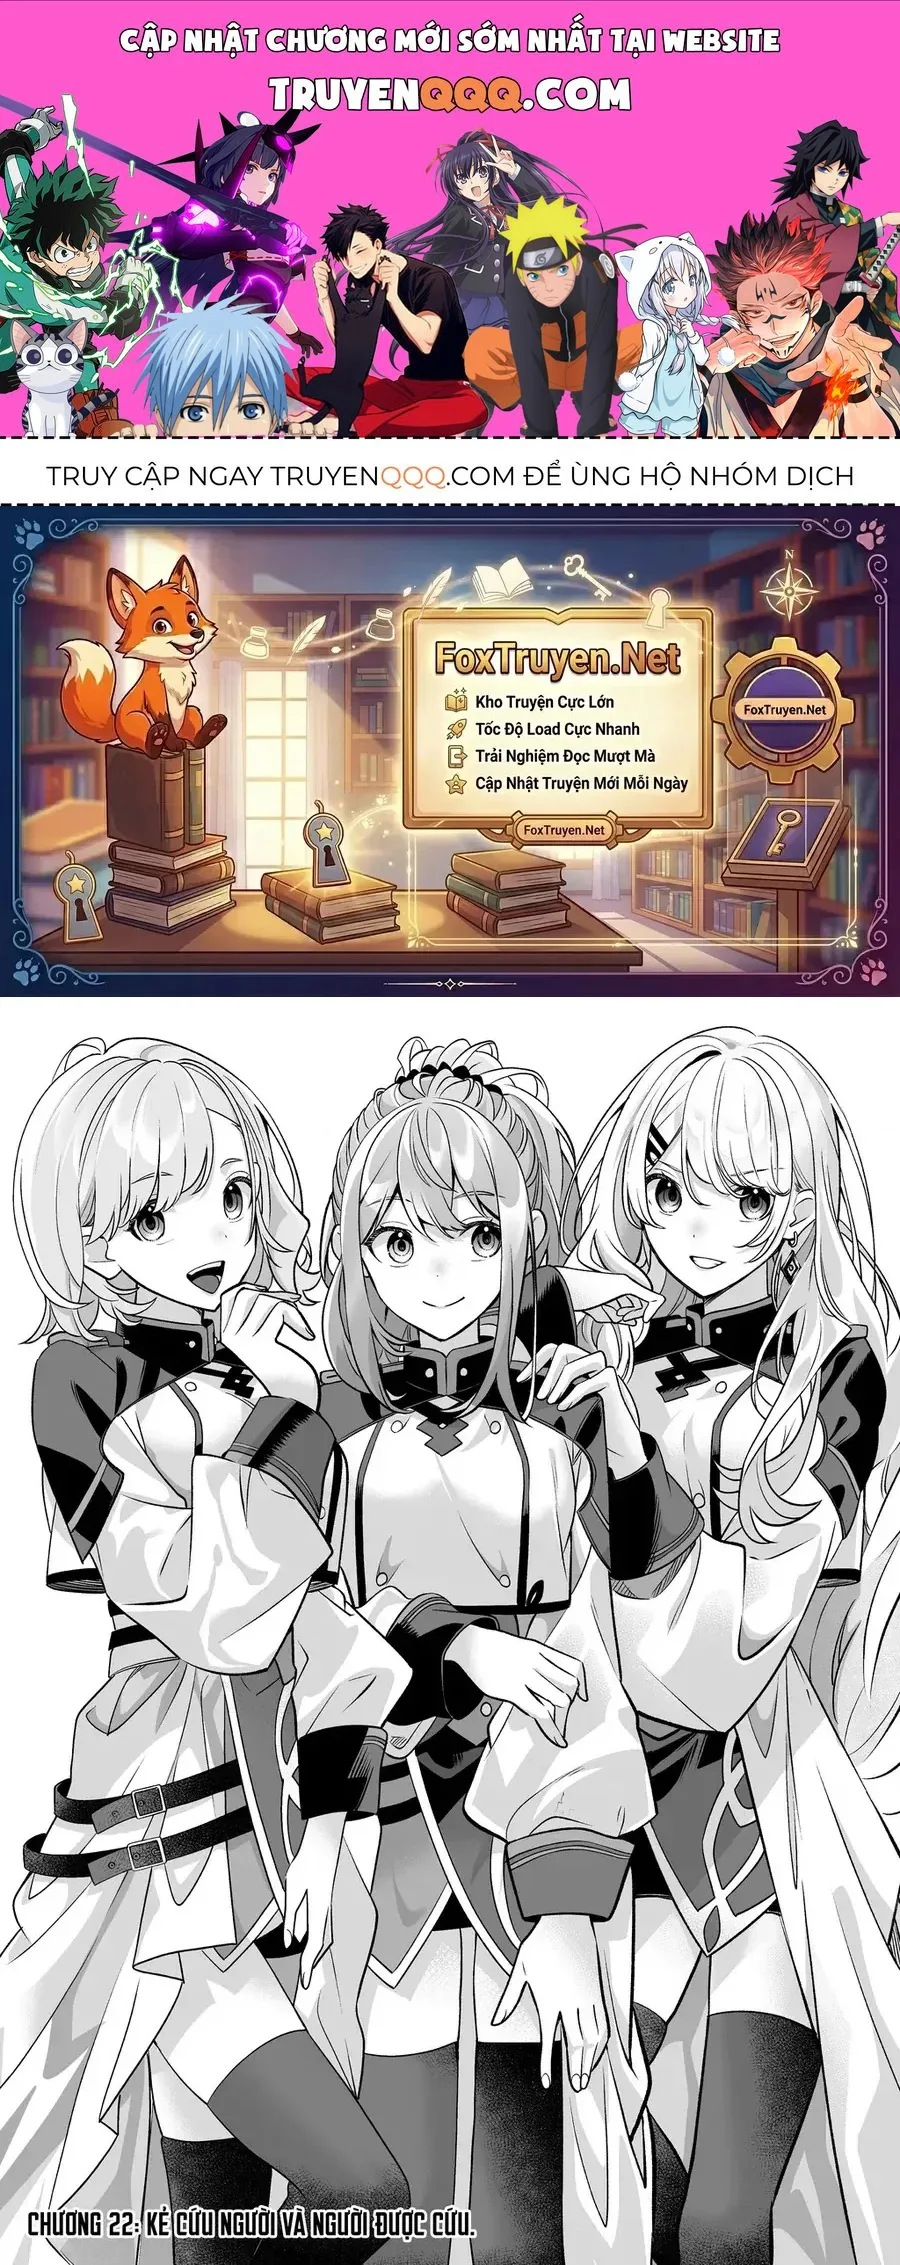 CẬP NHẬT CHƯƠNG MỚI SỚM NHẤT TẠI WEBSITE
TRUYENQQQ.COM
TRUY CẬP NGAY TRUYENQQQ.COM ĐỂ ÙNG HỘ NHÓM DỊCH
N
FoxTruyen.Net
Kho Truyện Cực Lớn
Tốc Độ Load Cực Nhanh
Trải Nghiệm Đọc Mượt Mà
Cập Nhật Truyện Mới Mỗi Ngày
FoxTruyen.Net
FoxTruyen.Net
CHƯƠNG 22: KẺ CỨU NGƯỜI VÀ NGƯỜI ĐƯỢC CỨU.